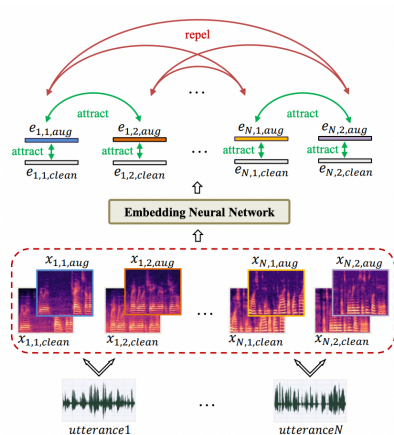 repel
...
attract attract
e1,1,aug e1,2,aug eN,1,aug eN,2,aug
attract attract ... attract attract
e1,1,clean e1,2,clean eN,1,clean eN,2,clean
Embedding Neural Network
x1,1,aug x1,2,aug xN,1,aug xN,2,aug
...
x1,1,clean x1,2,clean xN,1,clean xN,2,clean
...
utterance1 utteranceN